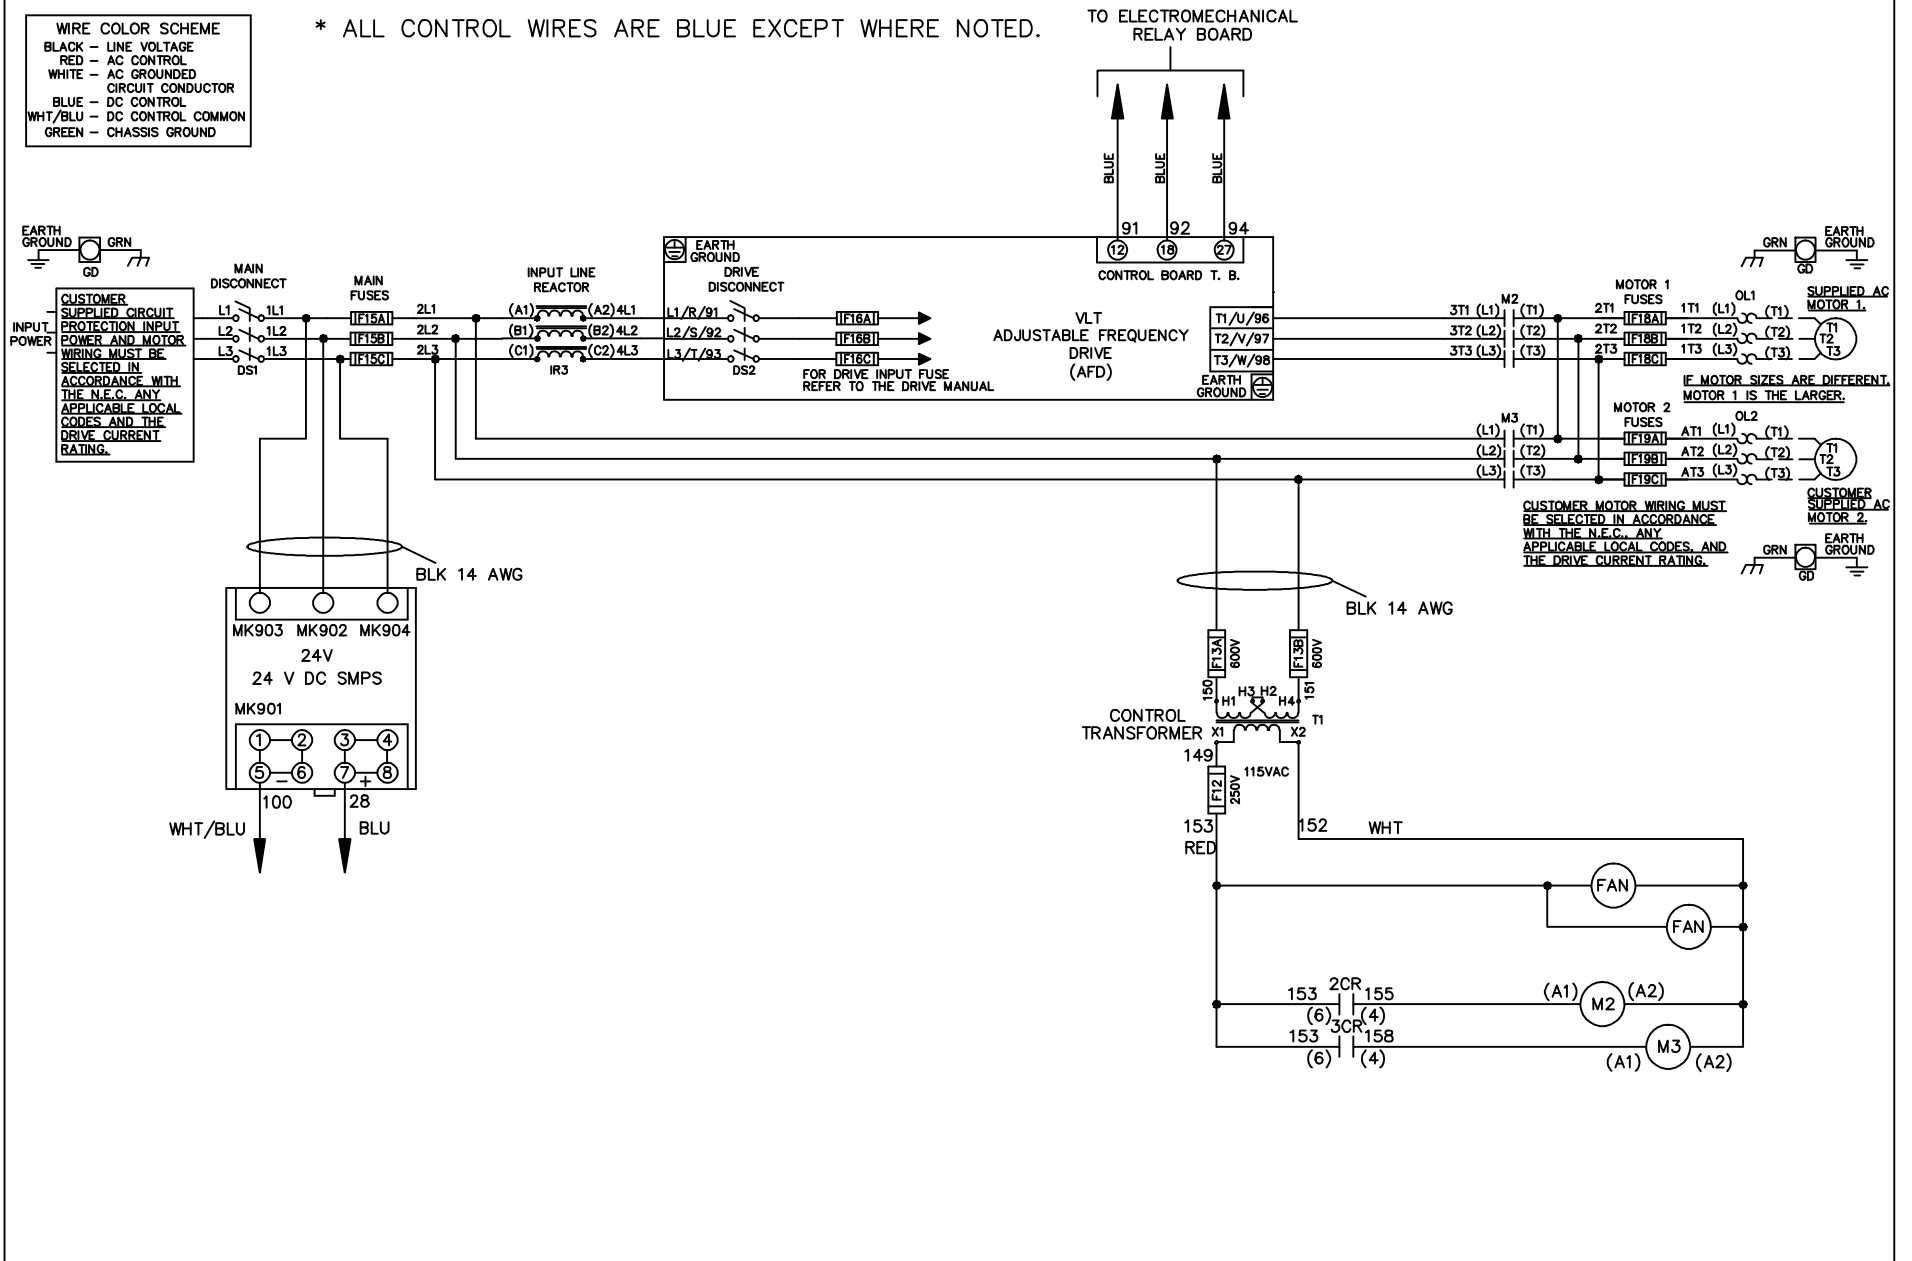 WIRE COLOR SCHEME
BLACK – LINE VOLTAGE
RED – AC CONTROL
WHITE – AC GROUNDED
CIRCUIT CONDUCTOR
BLUE – DC CONTROL
WHT/BLU – DC CONTROL COMMON
GREEN – CHASSIS GROUND
* ALL CONTROL WIRES ARE BLUE EXCEPT WHERE NOTED.
TO ELECTROMECHANICAL
RELAY BOARD
BLUE
BLUE
BLUE
91 92 94
12 18 27
CONTROL BOARD T. B.
EARTH
GROUND
GRN
GD
CUSTOMER
SUPPLIED CIRCUIT
PROTECTION INPUT
POWER AND MOTOR
WIRING MUST BE
SELECTED IN
ACCORDANCE WITH
THE N.E.C. ANY
APPLICABLE LOCAL
CODES AND THE
DRIVE CURRENT
RATING.
INPUT
POWER
MAIN
DISCONNECT
L1 1L1
L2 1L2
L3 1L3
DS1
MAIN
FUSES
F15A
F15B
F15C
2L1
2L2
2L3
INPUT LINE
REACTOR
(A1) (A2) 4L1
(B1) (B2) 4L2
(C1) (C2) 4L3
IR3
EARTH
GROUND
DRIVE
DISCONNECT
L1/R/91
L2/S/92
L3/T/93
DS2
F16A
F16B
F16C
FOR DRIVE INPUT FUSE
REFER TO THE DRIVE MANUAL
VLT
ADJUSTABLE FREQUENCY
DRIVE
(AFD)
T1/U/96
T2/V/97
T3/W/98
EARTH
GROUND
M2
3T1 (L1) (T1)
3T2 (L2) (T2)
3T3 (L3) (T3)
MOTOR 1
FUSES
2T1 F18A 1T1
2T2 F18B 1T2
2T3 F18C 1T3
OL1
(L1) (T1)
(L2) (T2)
(L3) (T3)
GRN
EARTH
GROUND
GD
SUPPLIED AC
MOTOR 1.
T1
T2
T3
IF MOTOR SIZES ARE DIFFERENT,
MOTOR 1 IS THE LARGER.
M3
(L1) (T1)
(L2) (T2)
(L3) (T3)
MOTOR 2
FUSES
F19A AT1
F19B AT2
F19C AT3
OL2
(L1) (T1)
(L2) (T2)
(L3) (T3)
T1
T2
T3
CUSTOMER
SUPPLIED AC
MOTOR 2.
CUSTOMER MOTOR WIRING MUST
BE SELECTED IN ACCORDANCE
WITH THE N.E.C., ANY
APPLICABLE LOCAL CODES, AND
THE DRIVE CURRENT RATING.
GRN
EARTH
GROUND
GD
BLK 14 AWG
MK903 MK902 MK904
24V
24 V DC SMPS
MK901
1 2 3 4
5 – 6 7 + 8
100 28
WHT/BLU BLU
BLK 14 AWG
F13A
600V
F13B
600V
150
151
H1 H3 H2 H4
CONTROL
TRANSFORMER
T1
X1 X2
149
115VAC
F12
250V
153
RED
152 WHT
FAN
FAN
2CR
153 155
(6) (4)
(A1) M2 (A2)
3CR
153 158
(6) (4)
(A1) M3 (A2)